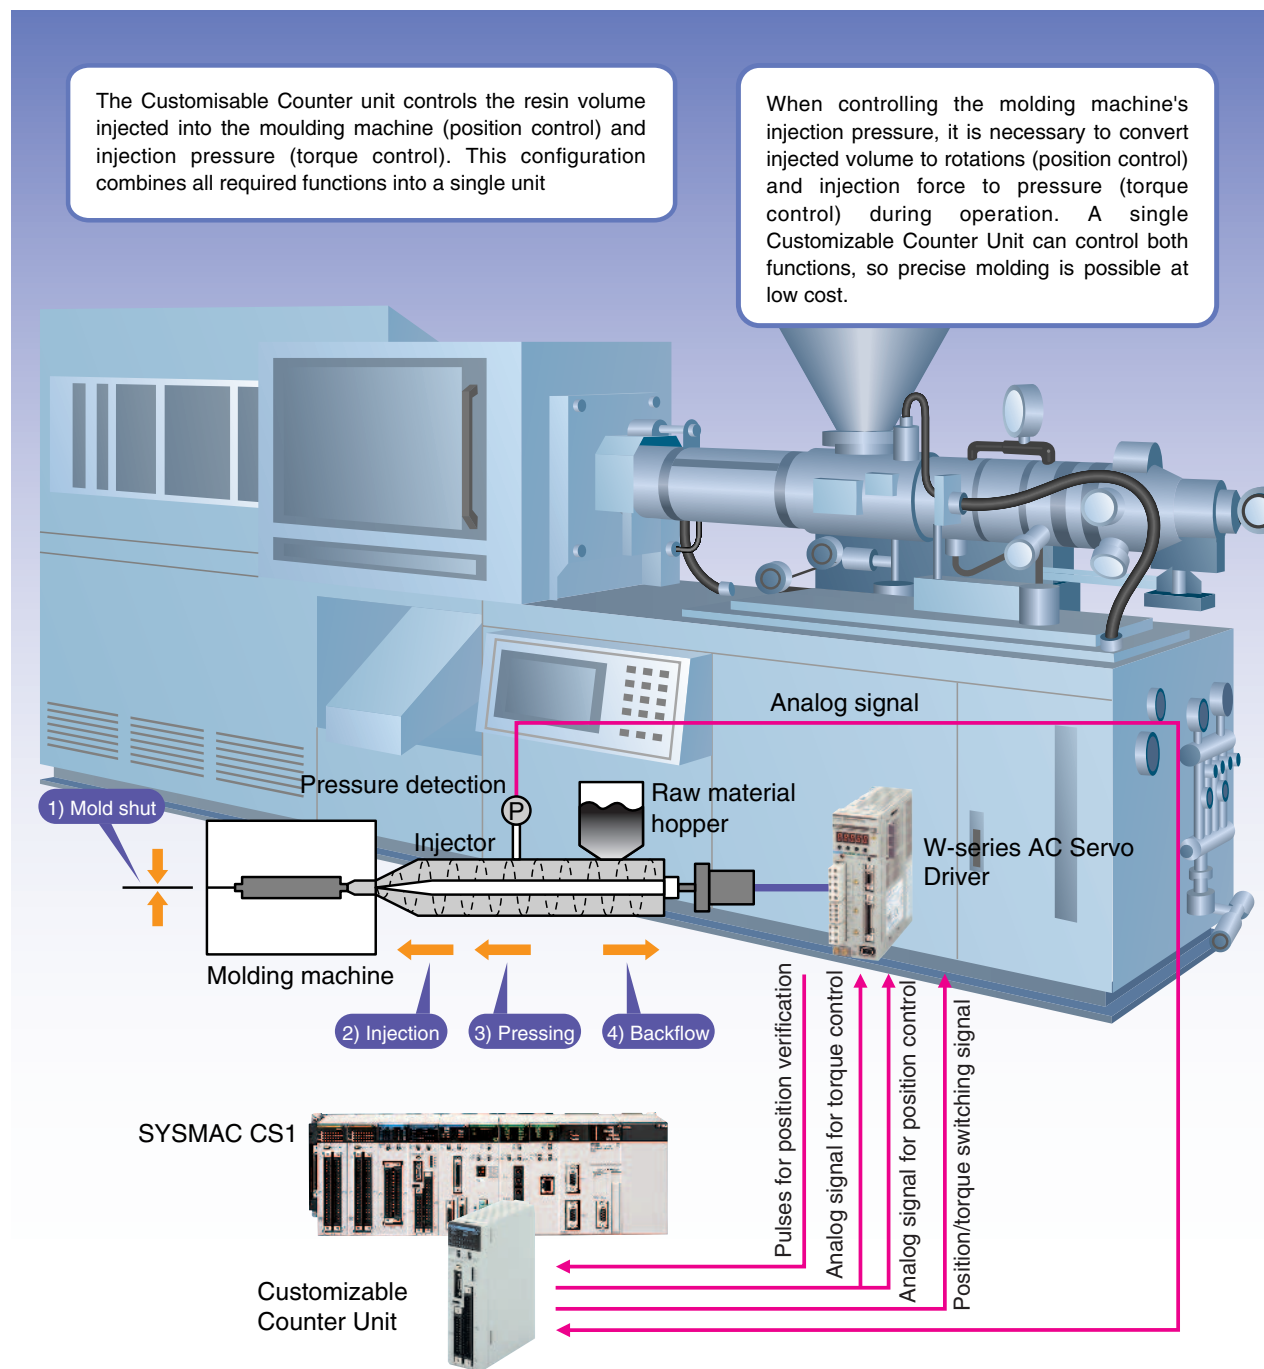 The Customisable Counter unit controls the resin volume
injected into the moulding machine (position control) and
injection pressure (torque control). This configuration
combines all required functions into a single unit
When controlling the molding machine's
injection pressure, it is necessary to convert
injected volume to rotations (position control)
and injection force to pressure (torque
control) during operation. A single
Customizable Counter Unit can control both
functions, so precise molding is possible at
low cost.
Analog signal
Pressure detection
1) Mold shut
P
Raw material
hopper
Injector
W-series AC Servo
Driver
Molding machine
2) Injection
3) Pressing
4) Backflow
Pulses for position verification
Analog signal for torque control
Analog signal for position control
Position/torque switching signal
SYSMAC CS1
Customizable
Counter Unit